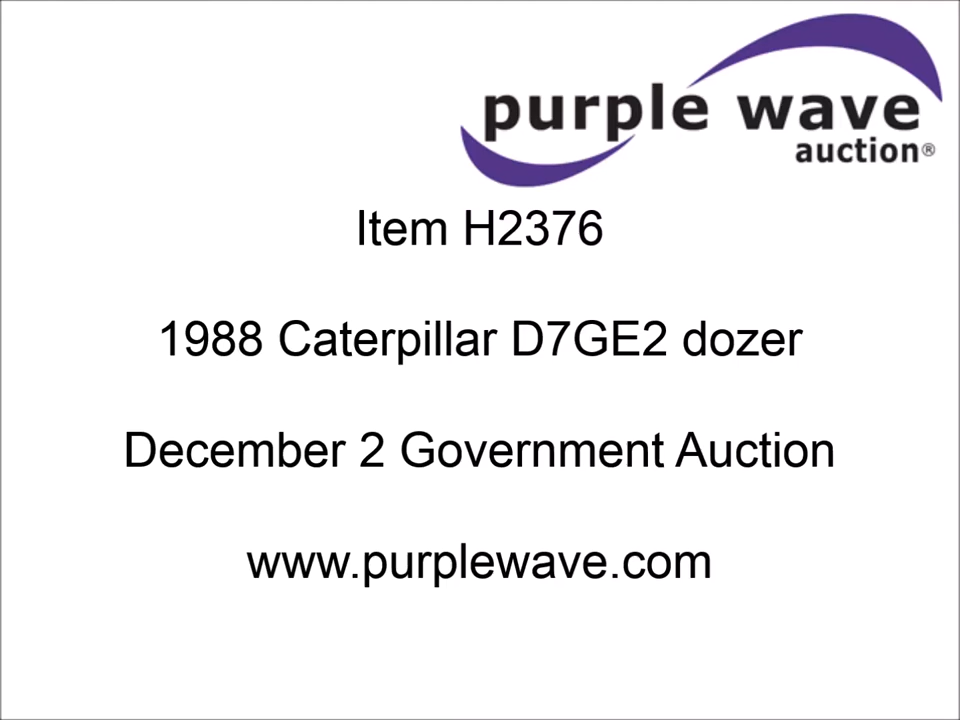 purple wave
auction®
Item H2376
1988 Caterpillar D7GE2 dozer
December 2 Government Auction
www.purplewave.com